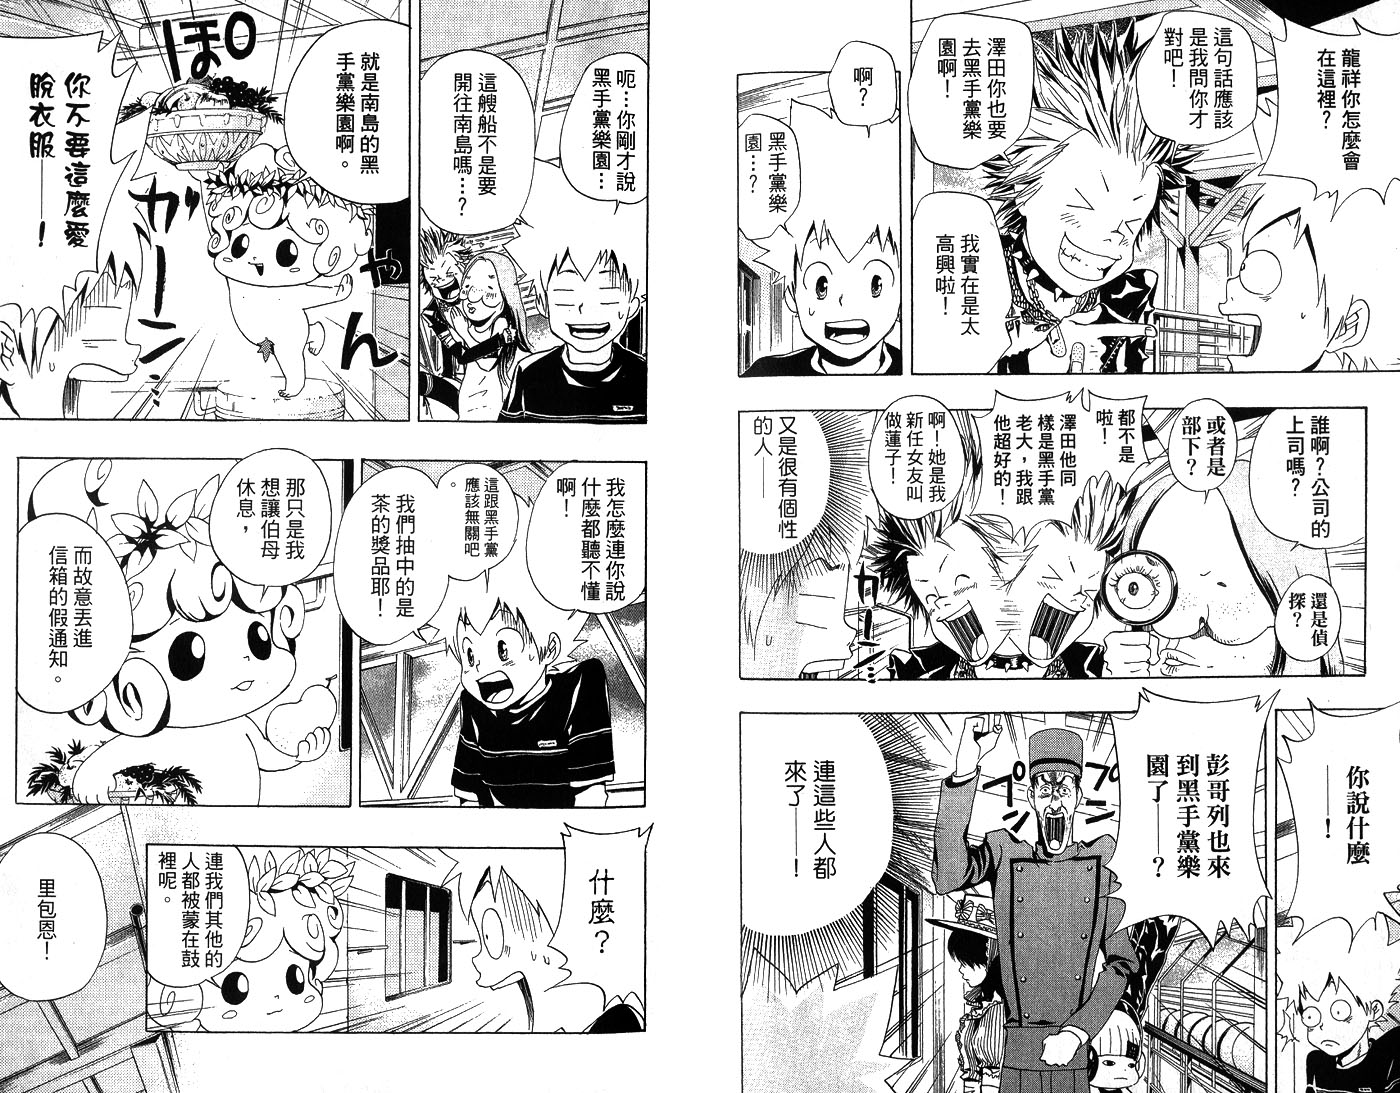 龍祥你怎麼會
在這裡？
這句話應該
是我問你才
對吧！
澤田你也要
去黑手黨樂
園啊！
我實在是太
高興啦！
啊？
黑手黨樂
園…？
誰啊？公司的
上司嗎？
或者是
部下？
還是偵
探？
都不是
啦！
澤田他同
樣是黑手黨
老大，我跟
他超好的！
啊！她是我
新任女友叫
做蓮子！
又是很有個性
的人——
你說什麼
——！
彭哥列也來
到黑手黨樂
園了——？
連這些人都
來了——！
呃…你剛才說
黑手黨樂園…
這艘船不是要
開往南島嗎…？
就是南島的黑
手黨樂園啊。
ぽ
ガーン
やん
你不要這麼愛
脫衣服——！
我怎麼連你說
什麼都聽不懂
啊！
這跟黑手黨
應該無關吧。
我們抽中的是
茶的獎品耶！
那只是我
想讓伯母
休息，
而故意丟進
信箱的假通知。
什麼？
連我們其他的
人都被蒙在鼓
裡呢。
里包恩！